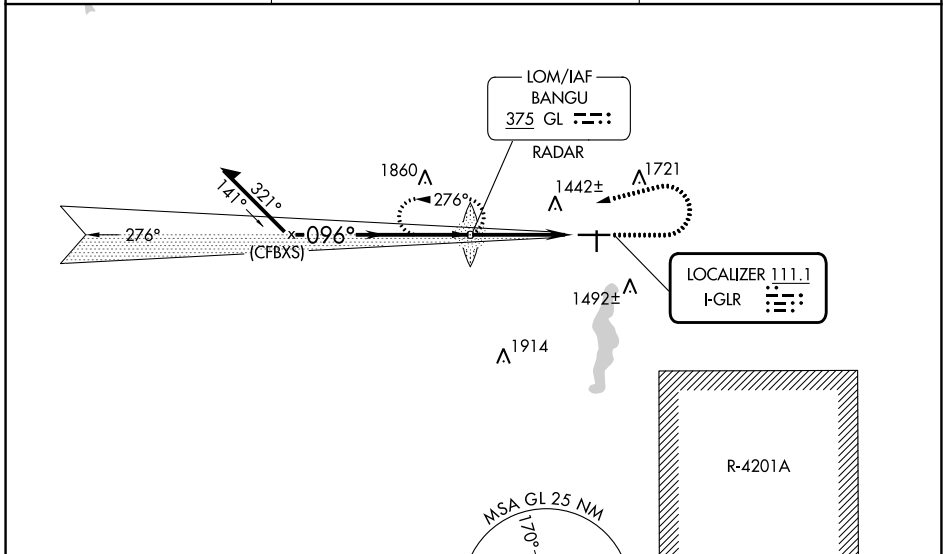 LOM/IAF
BANGU
375 GL
RADAR
1860
1721
1442±
276°
321°
141°
276°
096°
(CFBXS)
LOCALIZER 111.1
I-GLR
1492±
1914
R-4201A
MSA GL 25 NM
170°